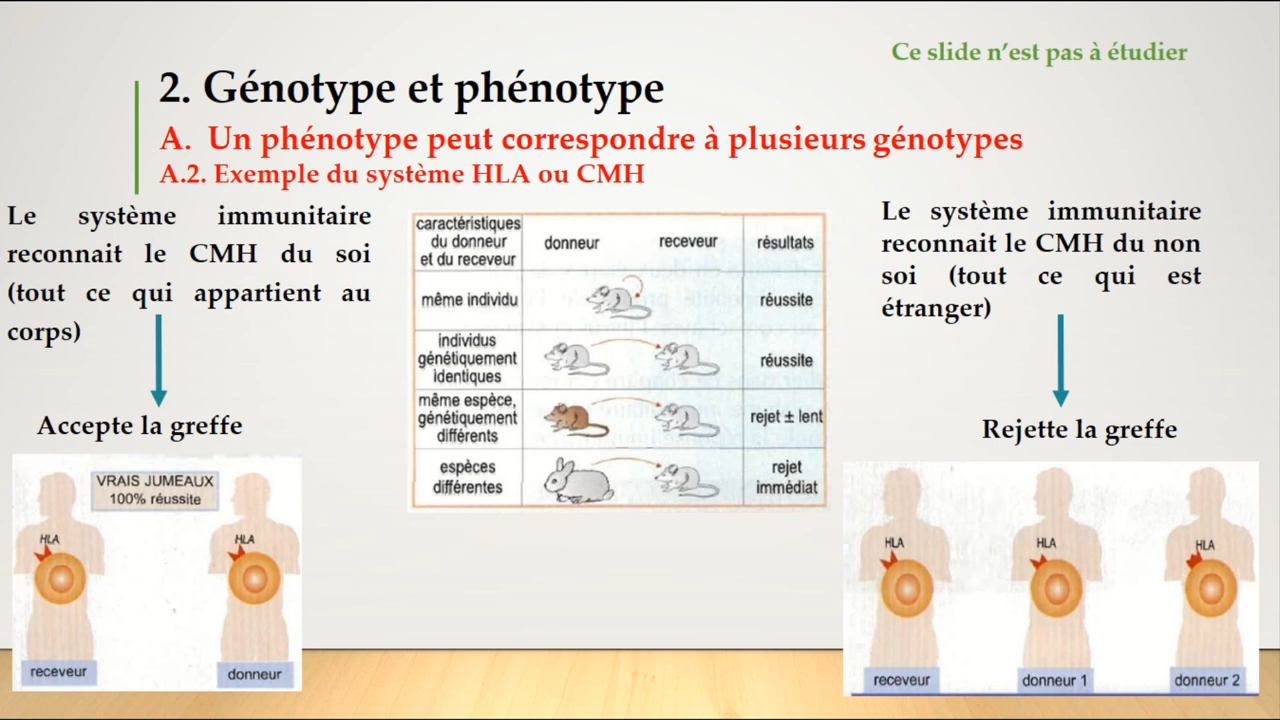 Ce slide n’est pas à étudier
2. Génotype et phénotype
A. Un phénotype peut correspondre à plusieurs génotypes
A.2. Exemple du système HLA ou CMH
Le système immunitaire
reconnait le CMH du soi
(tout ce qui appartient au
corps)
Accepte la greffe
VRAIS JUMEAUX
100% réussite
HLA
HLA
receveur
donneur
caractéristiques
du donneur
et du receveur
donneur
receveur
résultats
même individu
réussite
individus
génétiquement
identiques
réussite
même espèce,
génétiquement
différents
rejet ± lent
espèces
différentes
rejet
immédiat
Le système immunitaire
reconnait le CMH du non
soi (tout ce qui est
étranger)
Rejette la greffe
HLA
HLA
HLA
receveur
donneur 1
donneur 2